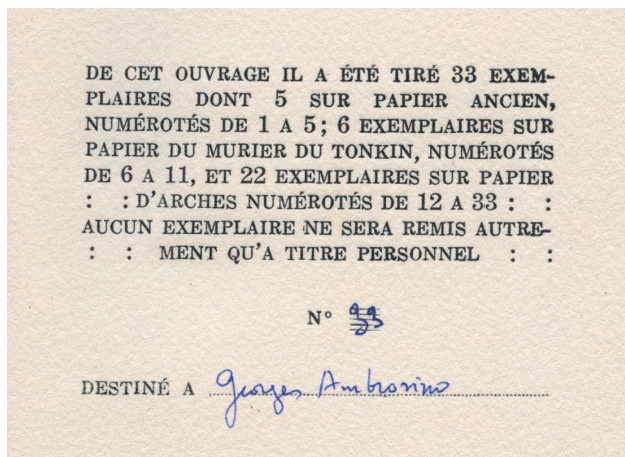 DE CET OUVRAGE IL A ÉTÉ TIRÉ 33 EXEM-
PLAIRES DONT 5 SUR PAPIER ANCIEN,
NUMÉROTÉS DE 1 A 5; 6 EXEMPLAIRES SUR
PAPIER DU MURIER DU TONKIN, NUMÉROTÉS
DE 6 A 11, ET 22 EXEMPLAIRES SUR PAPIER
: : D'ARCHES NUMÉROTÉS DE 12 A 33 : :
AUCUN EXEMPLAIRE NE SERA REMIS AUTRE-
: : MENT QU'A TITRE PERSONNEL : :
N°
DESTINÉ A Georges Ambrosino